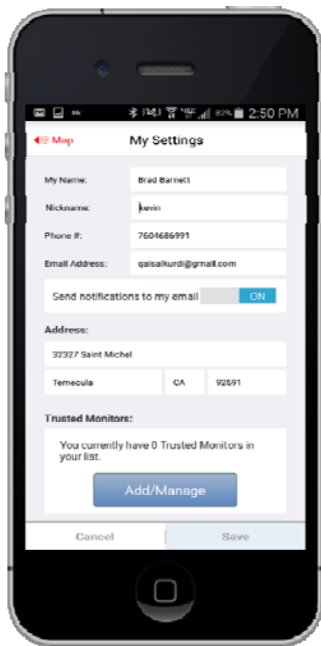 82% 2:50 PM
Map My Settings
My Name: Brad Barnett
Nickname: kevin
Phone #: 7604686991
Email Address: qaisalkurdi@gmail.com
Send notifications to my email ON
Address:
32327 Saint Michel
Temecula CA 92591
Trusted Monitors:
You currently have 0 Trusted Monitors in
your list.
Add/Manage
Cancel Save